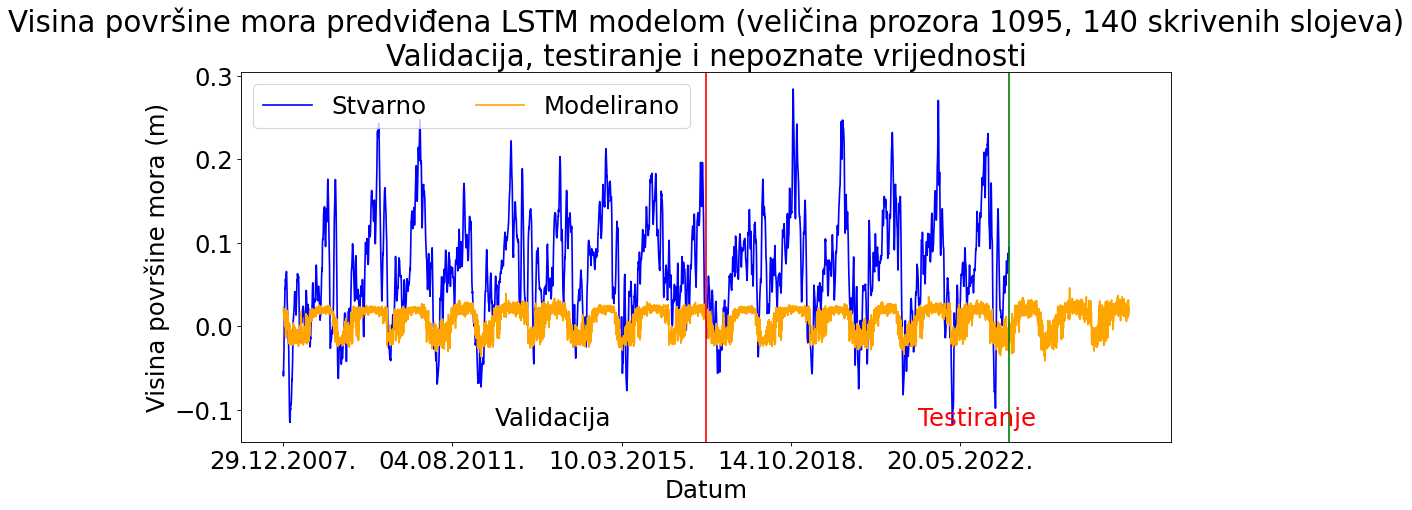 Visina površine mora predviđena LSTM modelom (veličina prozora 1095, 140 skrivenih slojeva)
Validacija, testiranje i nepoznate vrijednosti
Stvarno
Modelirano
Visina površine mora (m)
0.3
0.2
0.1
0.0
−0.1
Validacija
Testiranje
29.12.2007.
04.08.2011.
10.03.2015.
14.10.2018.
20.05.2022.
Datum